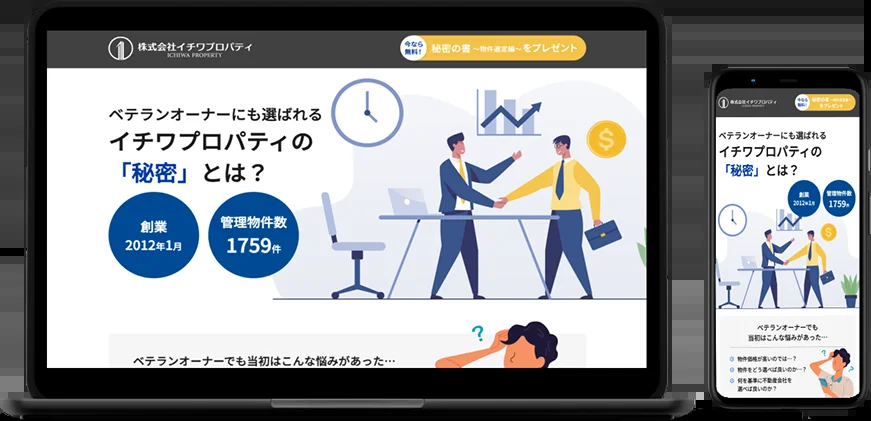 株式会社イチワプロパティ
ICHIWA PROPERTY
今なら
無料!
秘密の書 ～物件選定編～ をプレゼント
ベテランオーナーにも選ばれる
イチワプロパティの
「秘密」とは？
創業
2012年1月
管理物件数
1759件
ベテランオーナーでも当初はこんな悩みがあった…
株式会社イチワプロパティ
今なら
無料!
をプレゼント
ベテランオーナーにも選ばれる
イチワプロパティの
「秘密」とは？
創業
2012年1月
管理物件数
1759件
ベテランオーナーでも
当初はこんな悩みがあった…
物件価格が高いのでは…？
物件をどう選べば良いのか…？
何を基準に不動産会社を
選べば良いのか？